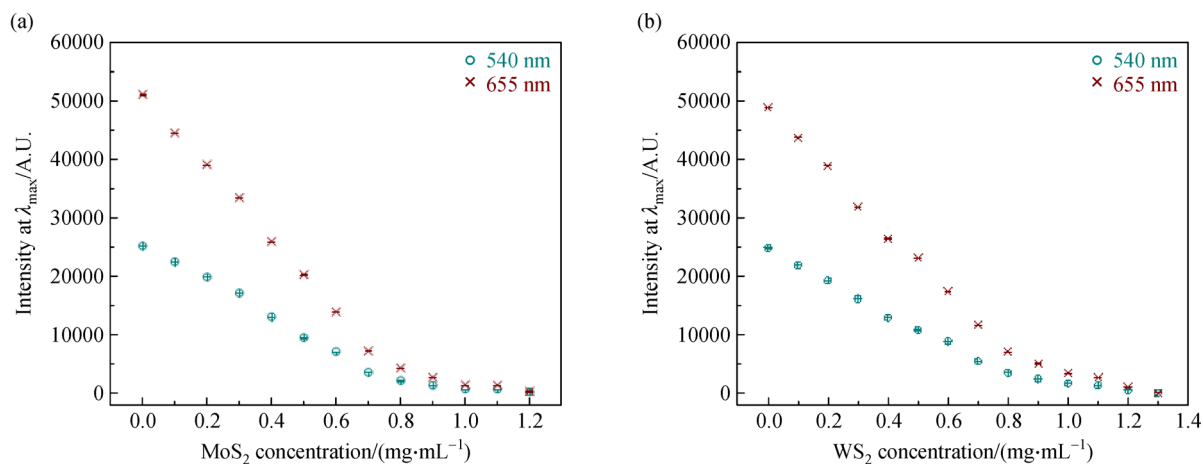 (a)
60000
50000
40000
30000
20000
10000
0
Intensity at λmax/A.U.
540 nm
655 nm
0.0 0.2 0.4 0.6 0.8 1.0 1.2
MoS₂ concentration/(mg·mL⁻¹)
(b)
60000
50000
40000
30000
20000
10000
0
Intensity at λmax/A.U.
540 nm
655 nm
0.0 0.2 0.4 0.6 0.8 1.0 1.2 1.4
WS₂ concentration/(mg·mL⁻¹)